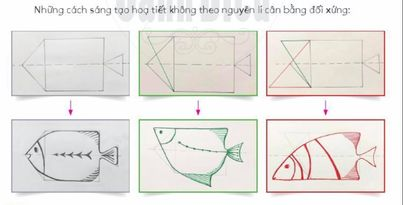 Những cách sáng tạo hoạ tiết không theo nguyên lí cân bằng đối xứng: